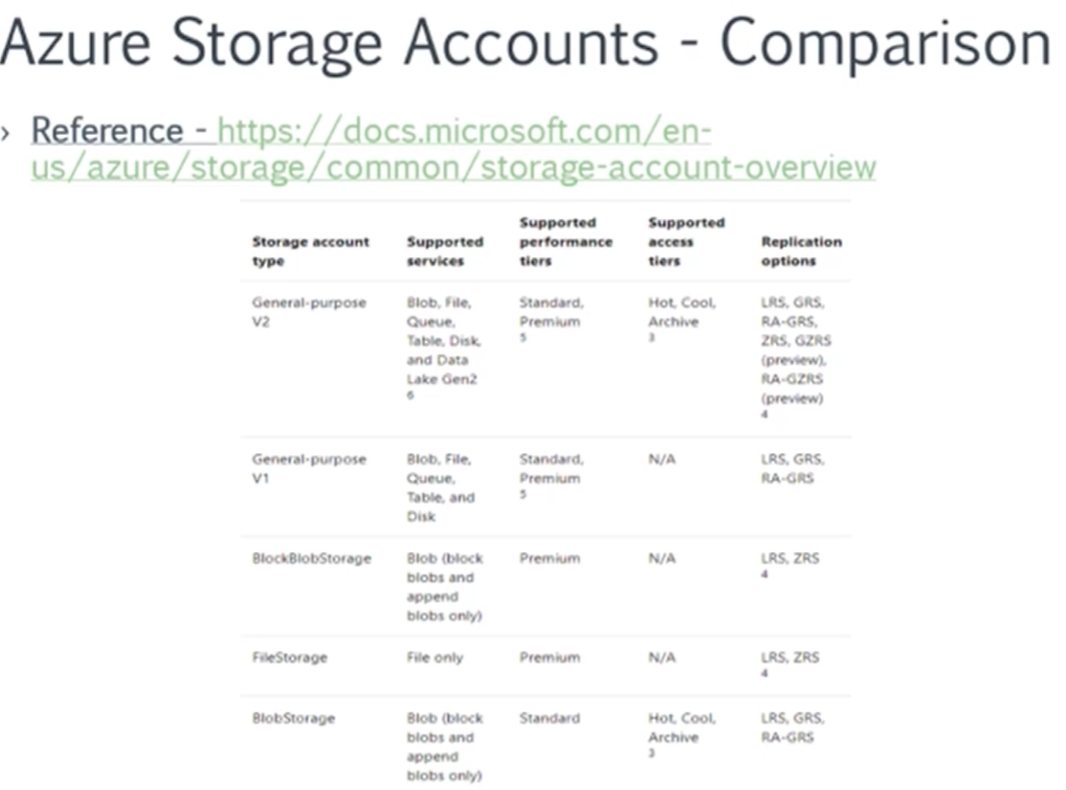 Azure Storage Accounts - Comparison
› Reference - https://docs.microsoft.com/en-
us/azure/storage/common/storage-account-overview
Storage account type | Supported services | Supported performance tiers | Supported access tiers | Replication options
General-purpose V2 | Blob, File, Queue, Table, Disk, and Data Lake Gen2 6 | Standard, Premium 5 | Hot, Cool, Archive 3 | LRS, GRS, RA-GRS, ZRS, GZRS (preview), RA-GZRS (preview) 4
General-purpose V1 | Blob, File, Queue, Table, and Disk | Standard, Premium 5 | N/A | LRS, GRS, RA-GRS
BlockBlobStorage | Blob (block blobs and append blobs only) | Premium | N/A | LRS, ZRS 4
FileStorage | File only | Premium | N/A | LRS, ZRS 4
BlobStorage | Blob (block blobs and append blobs only) | Standard | Hot, Cool, Archive 3 | LRS, GRS, RA-GRS